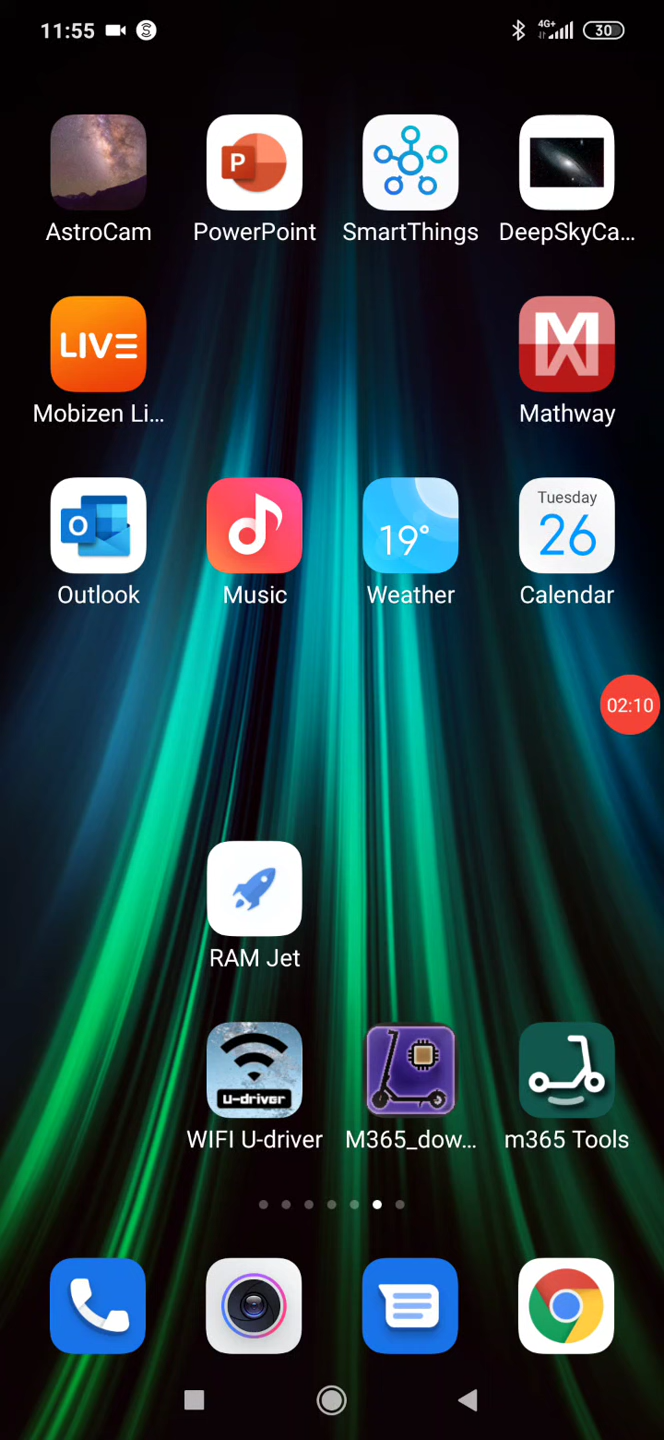 11:55
4G+
30
AstroCam
P
PowerPoint
SmartThings
DeepSkyCa...
LIVE
Mobizen Li...
M
Mathway
O
Outlook
Music
19°
Weather
Tuesday
26
Calendar
02:10
RAM Jet
U-driver
WIFI U-driver
M365_dow...
m365 Tools